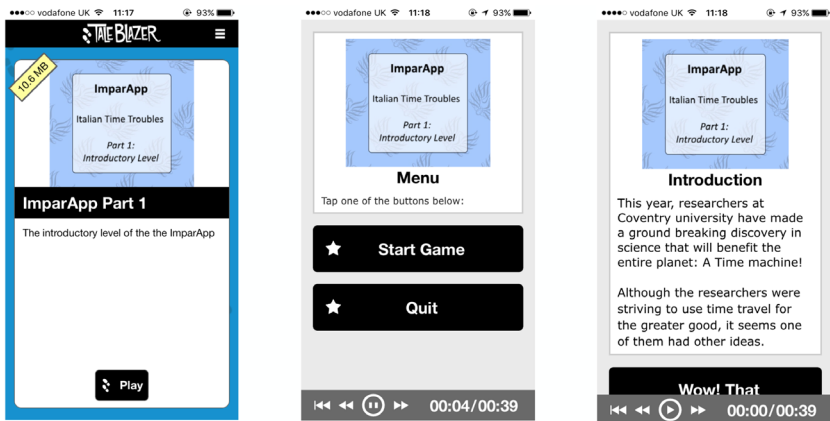 vodafone UK 11:17 93%
TALEBLAZER
10.6 MB
ImparApp
Italian Time Troubles
Part 1:
Introductory Level
ImparApp Part 1
The introductory level of the the ImparApp
Play
vodafone UK 11:18 93%
ImparApp
Italian Time Troubles
Part 1:
Introductory Level
Menu
Tap one of the buttons below:
Start Game
Quit
00:04/00:39
vodafone UK 11:18 93%
ImparApp
Italian Time Troubles
Part 1:
Introductory Level
Introduction
This year, researchers at
Coventry university have made
a ground breaking discovery in
science that will benefit the
entire planet: A Time machine!
Although the researchers were
striving to use time travel for
the greater good, it seems one
of them had other ideas.
Wow! That
00:00/00:39